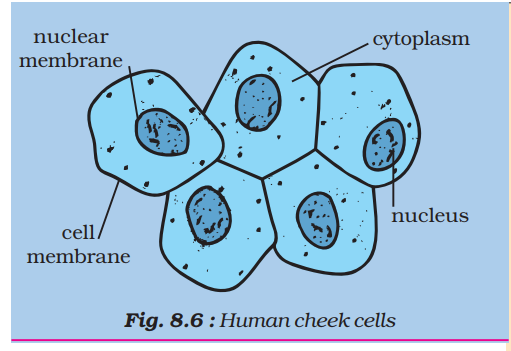 nuclear
membrane
cytoplasm
nucleus
cell
membrane
Fig. 8.6 : Human cheek cells